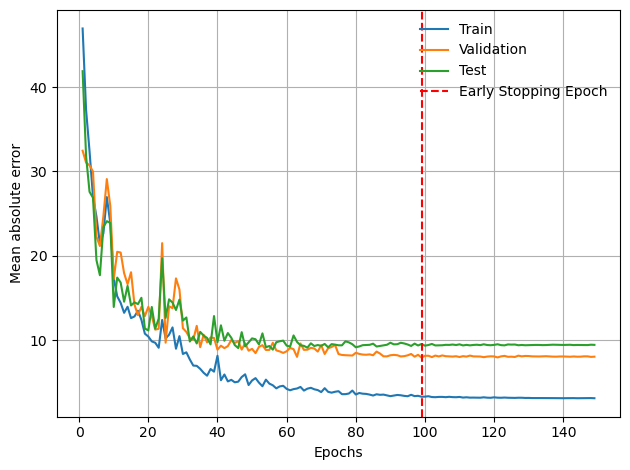 Train
Validation
Test
Early Stopping Epoch
Mean absolute error
40
30
20
10
0 20 40 60 80 100 120 140
Epochs